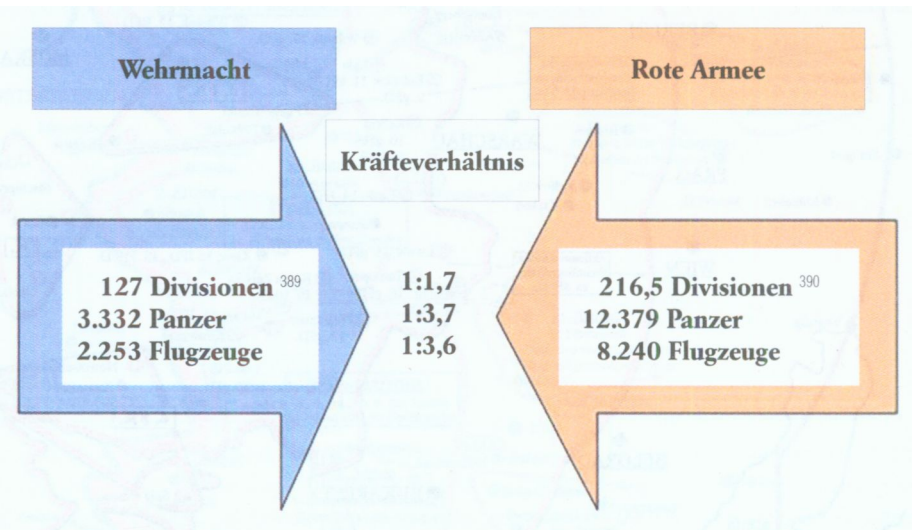 Wehrmacht
Rote Armee
Kräfteverhältnis
127 Divisionen 389
3.332 Panzer
2.253 Flugzeuge
1:1,7
1:3,7
1:3,6
216,5 Divisionen 390
12.379 Panzer
8.240 Flugzeuge